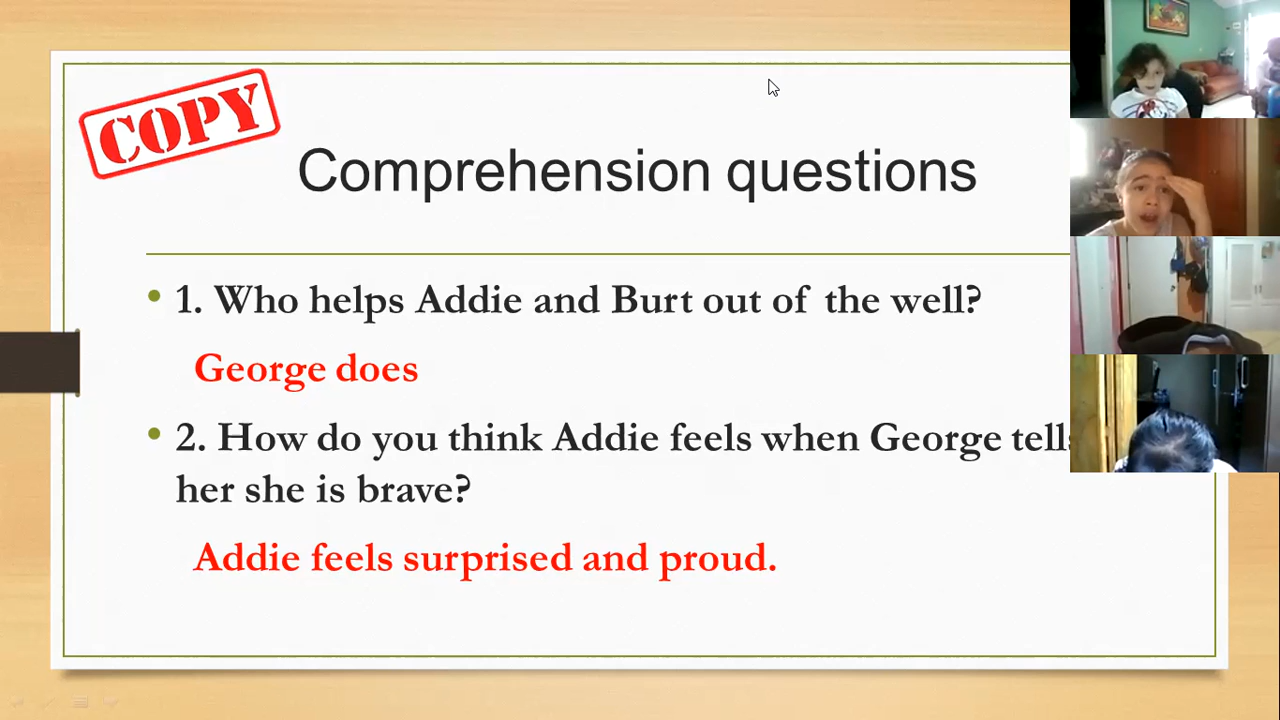 COPY
Comprehension questions
• 1. Who helps Addie and Burt out of the well?
George does
• 2. How do you think Addie feels when George tells
her she is brave?
Addie feels surprised and proud.